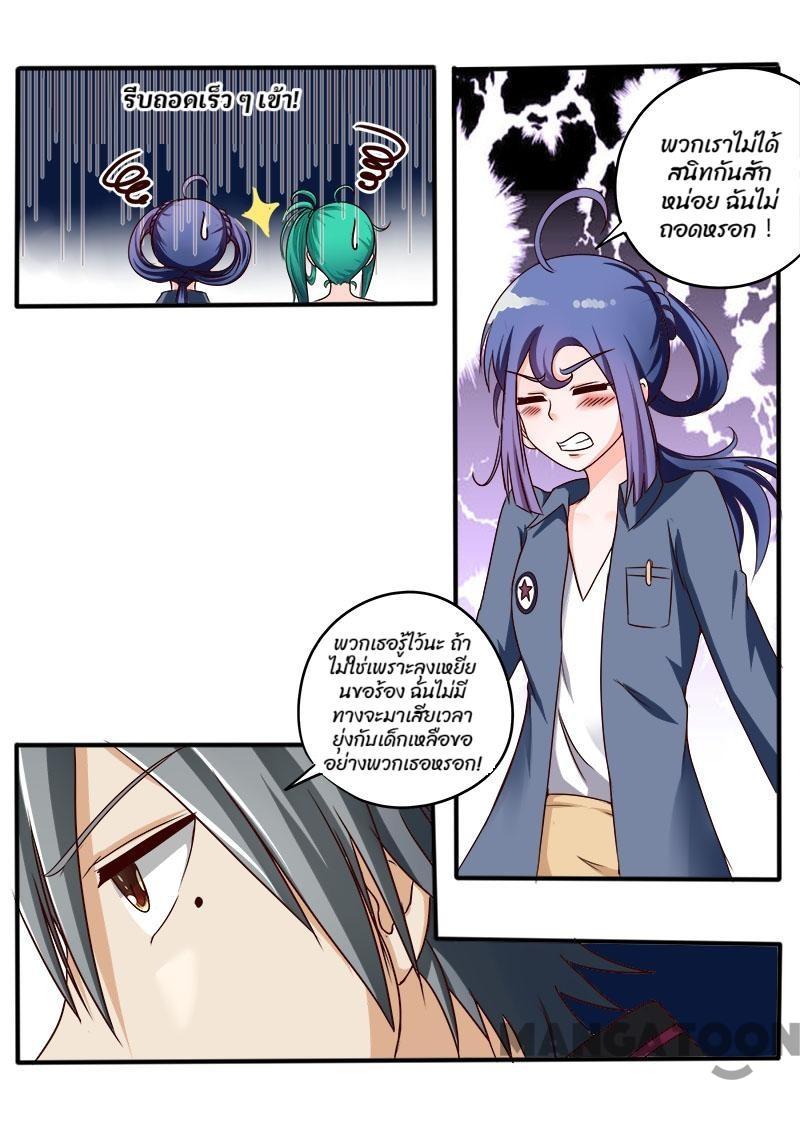 รีบถอดเร็ว ๆ เข้า!
พวกเราไม่ได้
สนิทกันสัก
หน่อย ฉันไม่
ถอดหรอก !
พวกเธอรู้ไว้นะ ถ้า
ไม่ใช่เพราะลุงเหยีย
นขอร้อง ฉันไม่มี
ทางจะมาเสียเวลา
ยุ่งกับเด็กเหลือขอ
อย่างพวกเธอหรอก!
MANGATOON